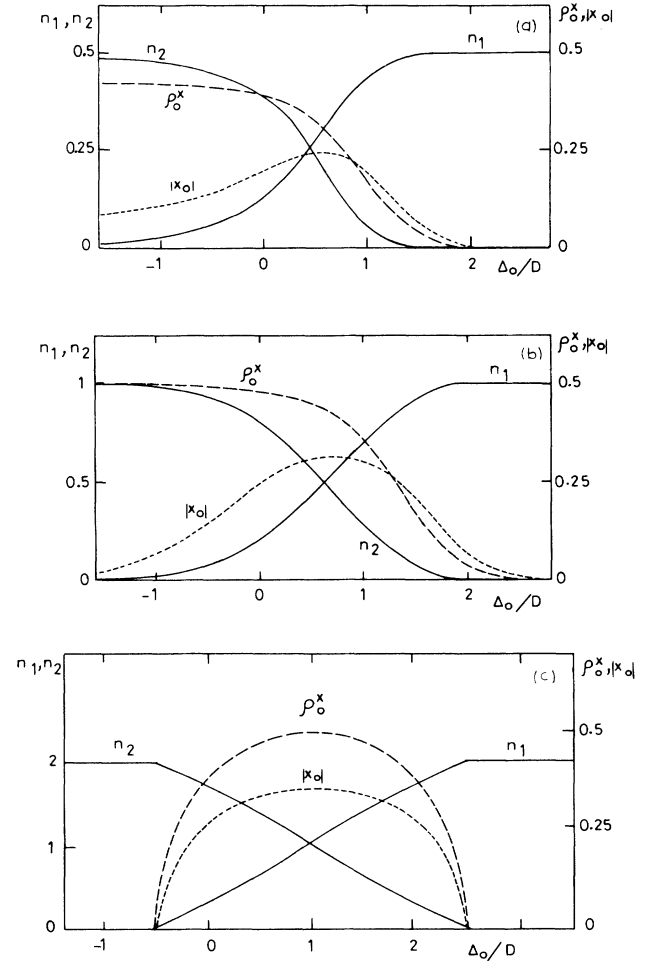 n₁, n₂ (a) ρ₀ˣ, |x₀|
0.5 n₂ n₁ 0.5
ρ₀ˣ
0.25 0.25
|x₀|
0 0
-1 0 1 2 Δ₀/D
n₁, n₂ (b) ρ₀ˣ, |x₀|
1 ρ₀ˣ n₁ 0.5
0.5 0.25
|x₀| n₂
0 0
-1 0 1 2 Δ₀/D
n₁, n₂ (c) ρ₀ˣ, |x₀|
ρ₀ˣ 0.5
2 n₂ n₁
|x₀|
1 0.25
0 0
-1 0 1 2 Δ₀/D